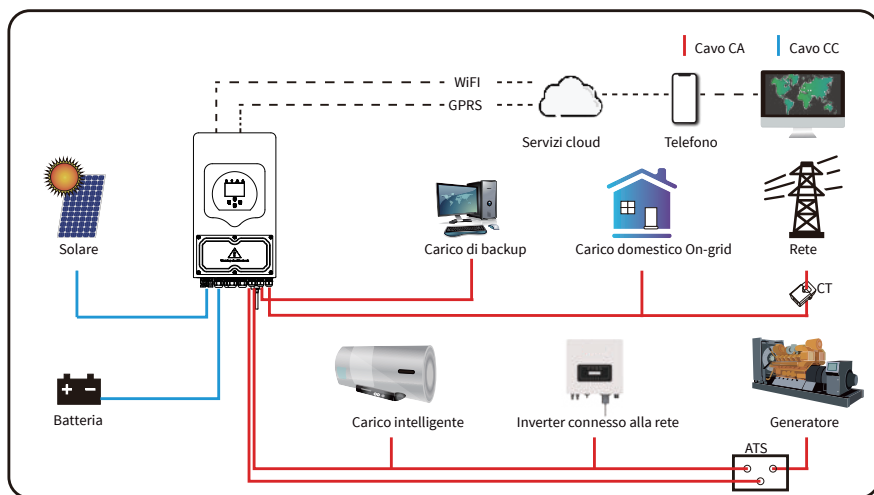 Cavo CA
Cavo CC
WiFI
GPRS
Servizi cloud
Telefono
Solare
Carico di backup
Carico domestico On-grid
Rete
CT
Batteria
Carico intelligente
Inverter connesso alla rete
Generatore
ATS